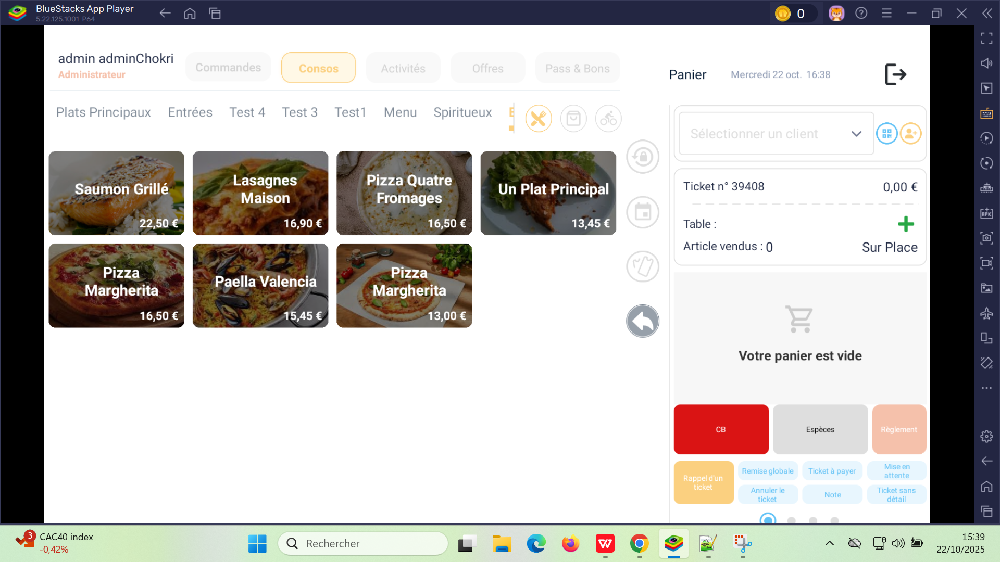 BlueStacks App Player
5.22.125.1001 P64
0
admin adminChokri
Administrateur
Commandes
Consos
Activités
Offres
Pass & Bons
Panier
Mercredi 22 oct. 16:38
Plats Principaux
Entrées
Test 4
Test 3
Test1
Menu
Spiritueux
Sélectionner un client
Saumon Grillé
22,50 €
Lasagnes
Maison
16,90 €
Pizza Quatre
Fromages
16,50 €
Un Plat Principal
13,45 €
Pizza
Margherita
16,50 €
Paella Valencia
15,45 €
Pizza
Margherita
13,00 €
Ticket n° 39408
0,00 €
Table :
Article vendus : 0
Sur Place
Votre panier est vide
CB
Espèces
Règlement
Rappel d'un
ticket
Remise globale
Ticket à payer
Mise en
attente
Annuler le
ticket
Note
Ticket sans
détail
3
CAC40 index
-0,42%
Rechercher
15:39
22/10/2025